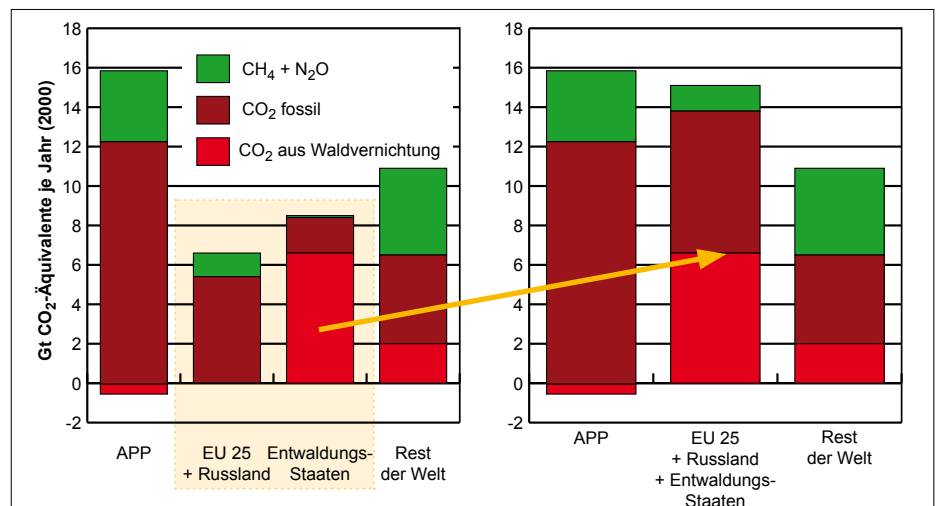 Gt CO₂-Äquivalente je Jahr (2000)
18
16
14
12
10
8
6
4
2
0
-2
CH₄ + N₂O
CO₂ fossil
CO₂ aus Waldvernichtung
APP
EU 25
+ Russland
Entwaldungs-
Staaten
Rest
der Welt
18
16
14
12
10
8
6
4
2
0
-2
APP
EU 25
+ Russland
+ Entwaldungs-
Staaten
Rest
der Welt